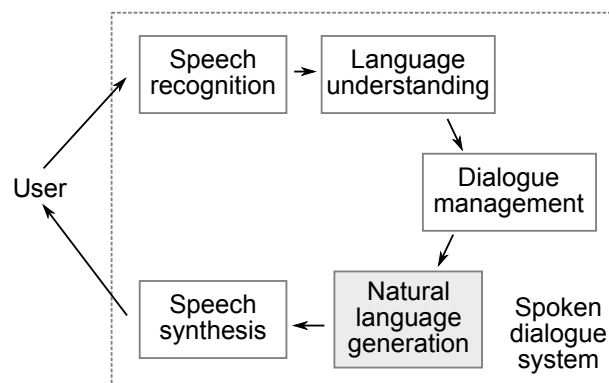 Speech
recognition
Language
understanding
User
Dialogue
management
Speech
synthesis
Natural
language
generation
Spoken
dialogue
system